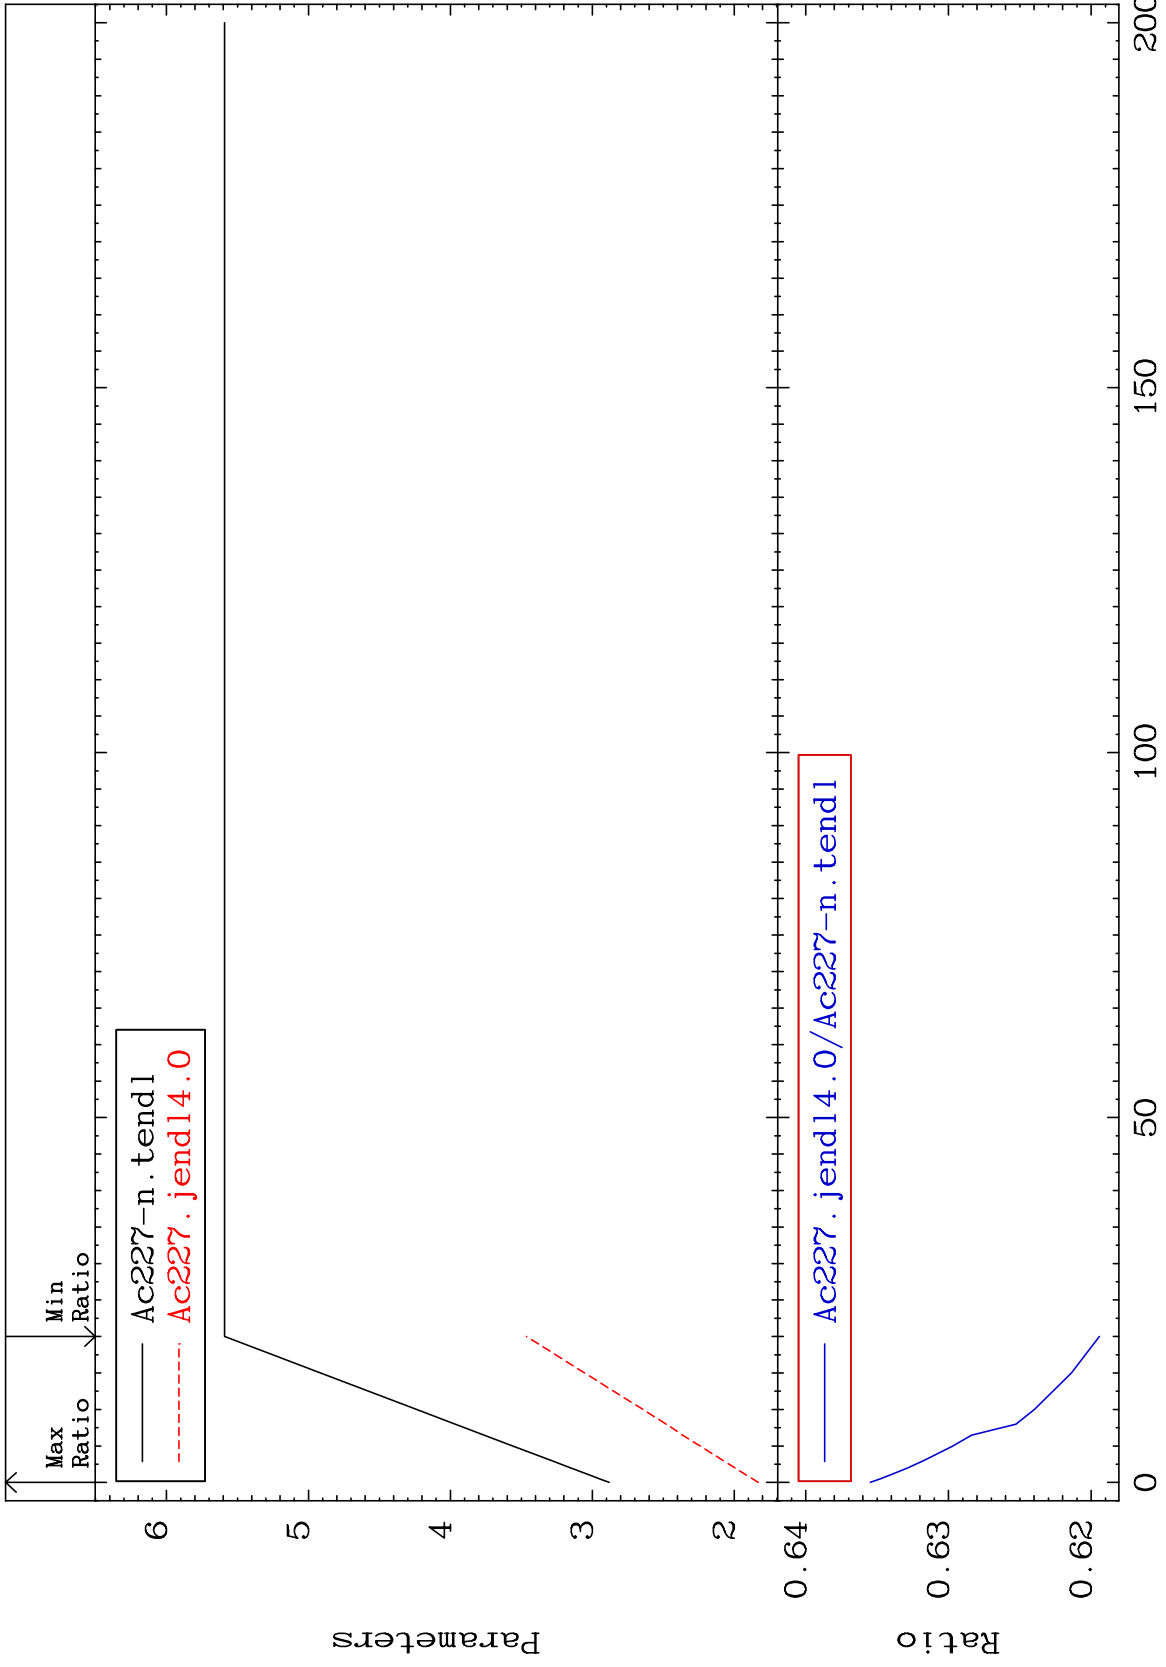 Max
Ratio
Min
Ratio
Ac227-n.tendl
Ac227.jendl4.0
6
5
4
3
2
Parameters
Ac227.jendl4.0/Ac227-n.tendl
0.64
0.63
0.62
Ratio
0
50
100
150
200